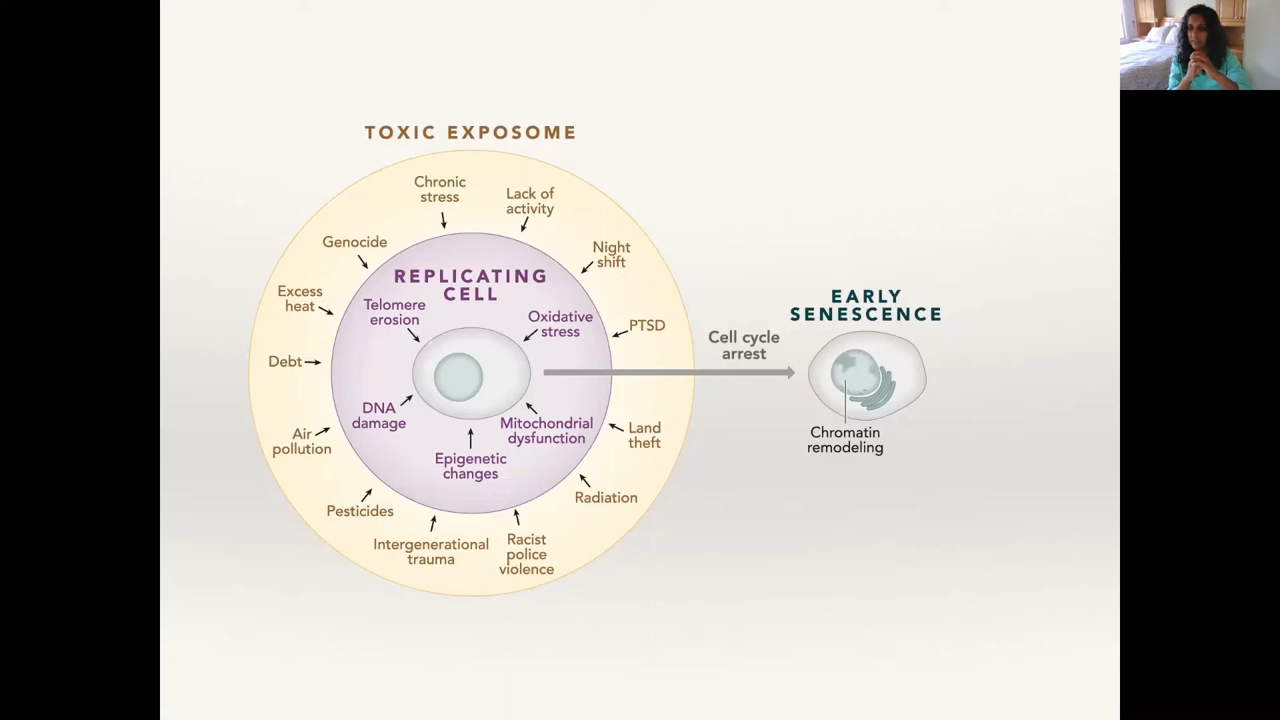 TOXIC EXPOSOME
Chronic
stress
Lack of
activity
Genocide
Night
shift
REPLICATING
CELL
Excess
heat
Telomere
erosion
Oxidative
stress
PTSD
Debt
DNA
damage
Mitochondrial
dysfunction
Epigenetic
changes
Air
pollution
Land
theft
Pesticides
Radiation
Intergenerational
trauma
Racist
police
violence
Cell cycle
arrest
EARLY
SENESCENCE
Chromatin
remodeling